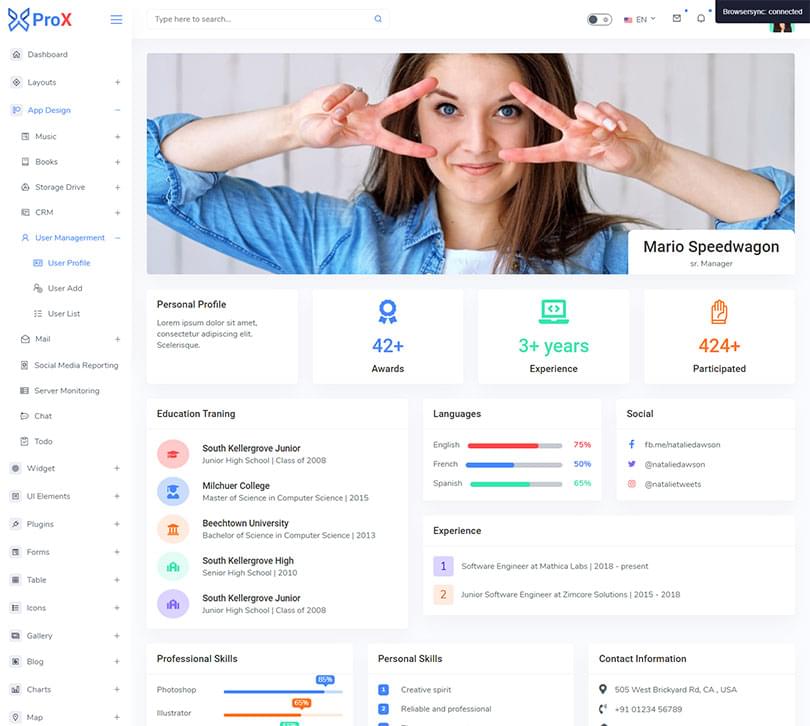 ProX
Type here to search...
EN
Browsersync: connected
Dashboard
Layouts
App Design
Music
Books
Storage Drive
CRM
User Management
User Profile
User Add
User List
Mail
Social Media Reporting
Server Monitoring
Chat
Todo
Widget
UI Elements
Plugins
Forms
Table
Icons
Gallery
Blog
Charts
Map
Mario Speedwagon
sr. Manager
Personal Profile
Lorem ipsum dolor sit amet,
consectetur adipiscing elit.
Scelerisque.
42+
Awards
3+ years
Experience
424+
Participated
Education Traning
South Kellergrove Junior
Junior High School | Class of 2008
Milchuer College
Master of Science in Computer Science | 2015
Beechtown University
Bachelor of Science in Computer Science | 2013
South Kellergrove High
Senior High School | 2010
South Kellergrove Junior
Junior High School | Class of 2008
Languages
English 75%
French 50%
Spanish 65%
Social
fb.me/nataliedawson
@nataliedawson
@natalietweets
Experience
1 Software Engineer at Mathica Labs | 2018 - present
2 Junior Software Engineer at Zimcore Solutions | 2015 - 2018
Professional Skills
85%
Photoshop
65%
Illustrator
Personal Skills
1 Creative spirit
2 Reliable and professional
Contact Information
505 West Brickyard Rd, CA , USA
+91 01234 56789